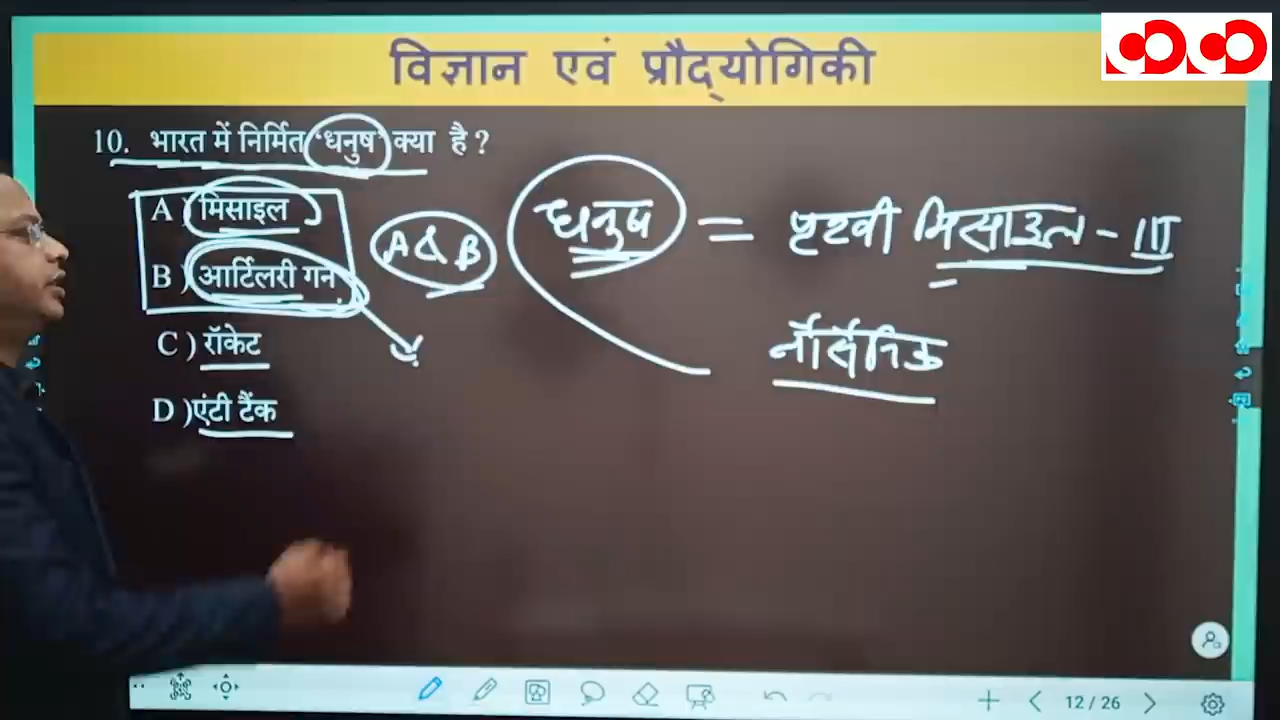 विज्ञान एवं प्रौद्योगिकी
10. भारत में निर्मित 'धनुष' क्या है ?
A ) मिसाइल
B ) आर्टिलरी गन
C ) रॉकेट
D )एंटी टैंक
A & B
धनुष = पृथ्वी मिसाइल - III
नौसैनिक
12 / 26